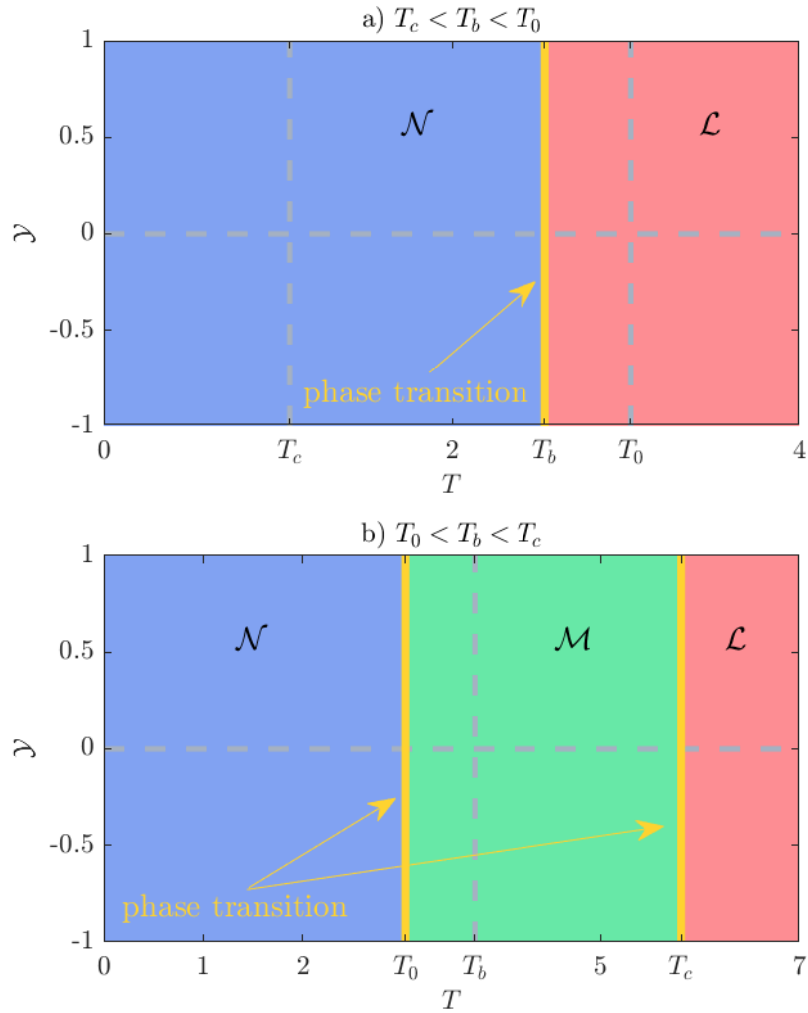 a) $T_c < T_b < T_0$
1
0.5
0
-0.5
-1
𝒴
𝒩
ℒ
phase transition
0
$T_c$
2
$T_b$
$T_0$
4
T
b) $T_0 < T_b < T_c$
1
0.5
0
-0.5
-1
𝒴
𝒩
ℳ
ℒ
phase transition
0
1
2
$T_0$
$T_b$
5
$T_c$
7
T